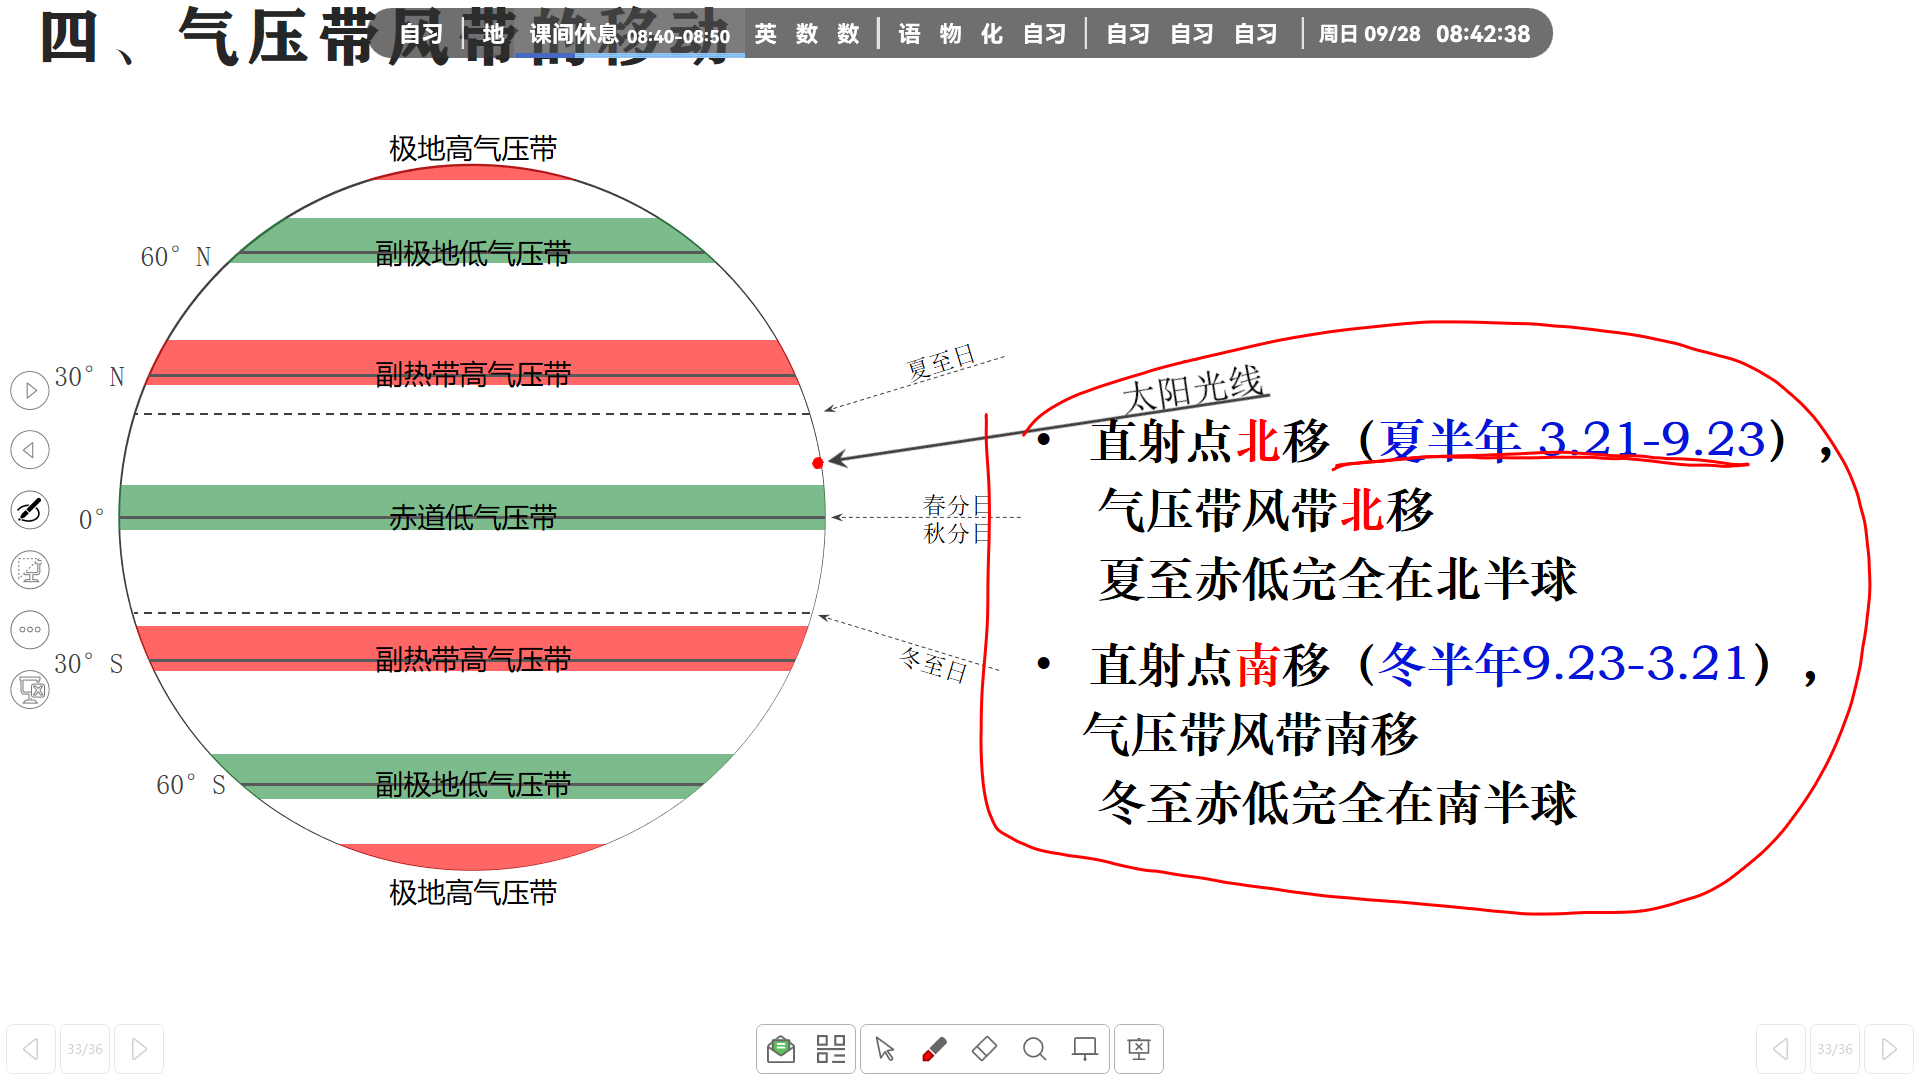 四、气压带风带的移动
自习 地 课间休息 08:40-08:50 英 数 数 语 物 化 自习 自习 自习 自习 周日 09/28 08:42:38
极地高气压带
60° N 副极地低气压带
30° N 副热带高气压带
夏至日
太阳光线
0° 赤道低气压带
春分日
秋分日
30° S 副热带高气压带
冬至日
60° S 副极地低气压带
极地高气压带
• 直射点北移（夏半年 3.21-9.23），
气压带风带北移
夏至赤低完全在北半球
• 直射点南移（冬半年9.23-3.21），
气压带风带南移
冬至赤低完全在南半球
33/36
33/36